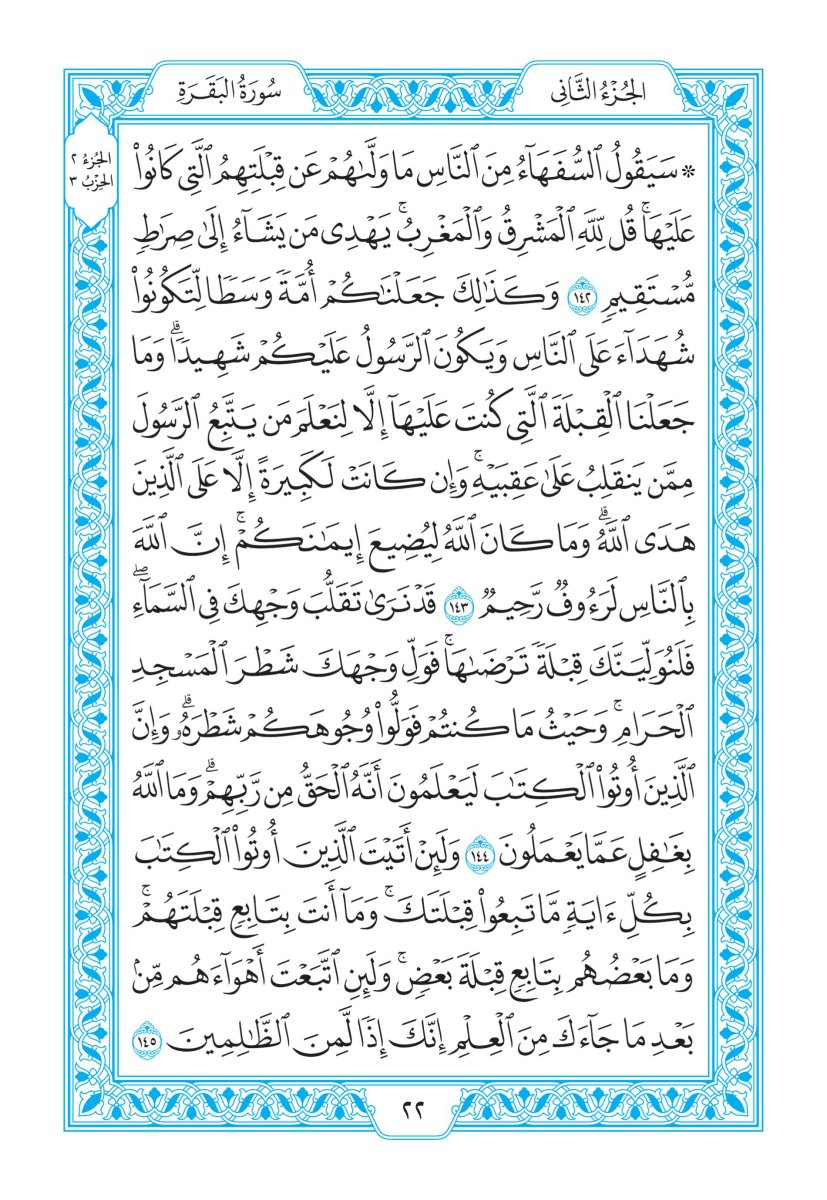 الجُزْءُ الثَّانِي
سُورَةُ البَقَرَةِ
الجُزْءُ ٢
الحِزْبُ ٣
۞ سَيَقُولُ ٱلسُّفَهَآءُ مِنَ ٱلنَّاسِ مَا وَلَّىٰهُمْ عَن قِبْلَتِهِمُ ٱلَّتِى كَانُوا۟
عَلَيْهَا ۚ قُل لِّلَّهِ ٱلْمَشْرِقُ وَٱلْمَغْرِبُ ۚ يَهْدِى مَن يَشَآءُ إِلَىٰ صِرَٰطٍ
مُّسْتَقِيمٍ ١٤٢ وَكَذَٰلِكَ جَعَلْنَٰكُمْ أُمَّةً وَسَطًا لِّتَكُونُوا۟
شُهَدَآءَ عَلَى ٱلنَّاسِ وَيَكُونَ ٱلرَّسُولُ عَلَيْكُمْ شَهِيدًا ۗ وَمَا
جَعَلْنَا ٱلْقِبْلَةَ ٱلَّتِى كُنتَ عَلَيْهَآ إِلَّا لِنَعْلَمَ مَن يَتَّبِعُ ٱلرَّسُولَ
مِمَّن يَنقَلِبُ عَلَىٰ عَقِبَيْهِ ۚ وَإِن كَانَتْ لَكَبِيرَةً إِلَّا عَلَى ٱلَّذِينَ
هَدَى ٱللَّهُ ۗ وَمَا كَانَ ٱللَّهُ لِيُضِيعَ إِيمَٰنَكُمْ ۚ إِنَّ ٱللَّهَ
بِٱلنَّاسِ لَرَءُوفٌ رَّحِيمٌ ١٤٣ قَدْ نَرَىٰ تَقَلُّبَ وَجْهِكَ فِى ٱلسَّمَآءِ ۖ
فَلَنُوَلِّيَنَّكَ قِبْلَةً تَرْضَىٰهَا ۚ فَوَلِّ وَجْهَكَ شَطْرَ ٱلْمَسْجِدِ
ٱلْحَرَامِ ۚ وَحَيْثُ مَا كُنتُمْ فَوَلُّوا۟ وُجُوهَكُمْ شَطْرَهُۥ ۗ وَإِنَّ
ٱلَّذِينَ أُوتُوا۟ ٱلْكِتَٰبَ لَيَعْلَمُونَ أَنَّهُ ٱلْحَقُّ مِن رَّبِّهِمْ ۗ وَمَا ٱللَّهُ
بِغَٰفِلٍ عَمَّا يَعْمَلُونَ ١٤٤ وَلَئِنْ أَتَيْتَ ٱلَّذِينَ أُوتُوا۟ ٱلْكِتَٰبَ
بِكُلِّ ءَايَةٍ مَّا تَبِعُوا۟ قِبْلَتَكَ ۚ وَمَآ أَنتَ بِتَابِعٍ قِبْلَتَهُمْ ۚ
وَمَا بَعْضُهُم بِتَابِعٍ قِبْلَةَ بَعْضٍ ۚ وَلَئِنِ ٱتَّبَعْتَ أَهْوَآءَهُم مِّنۢ
بَعْدِ مَا جَآءَكَ مِنَ ٱلْعِلْمِ إِنَّكَ إِذًا لَّمِنَ ٱلظَّٰلِمِينَ ١٤٥
٢٢